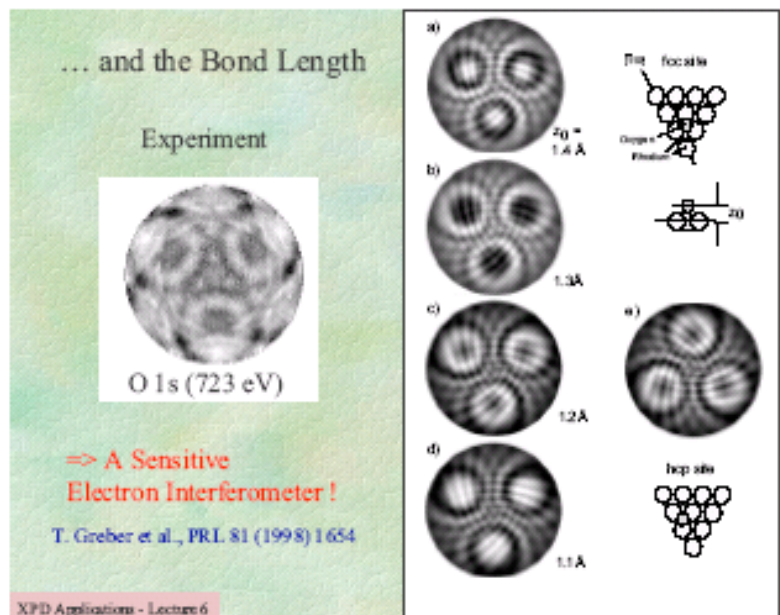 … and the Bond Length
Experiment
O 1s (723 eV)
=> A Sensitive
Electron Interferometer !
T. Greber et al., PRL 81 (1998) 1654
XPD Applications - Lecture 6
a)
fcc site
z0 =
1.4 Å
Oxygen
Rhodium
b)
z0
1.3Å
c)
e)
1.2Å
d)
hcp site
1.1Å